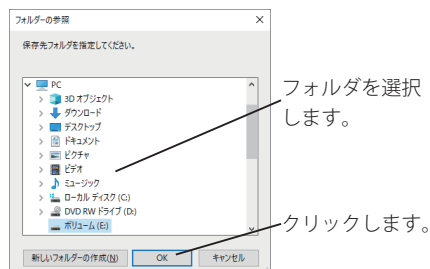 フォルダーの参照
保存先フォルダを指定してください。
PC
3D オブジェクト
ダウンロード
デスクトップ
ドキュメント
ピクチャ
ビデオ
ミュージック
ローカル ディスク (C:)
DVD RW ドライブ (D:)
ボリューム (E:)
新しいフォルダーの作成(N)
OK
キャンセル
フォルダを選択
します。
クリックします。